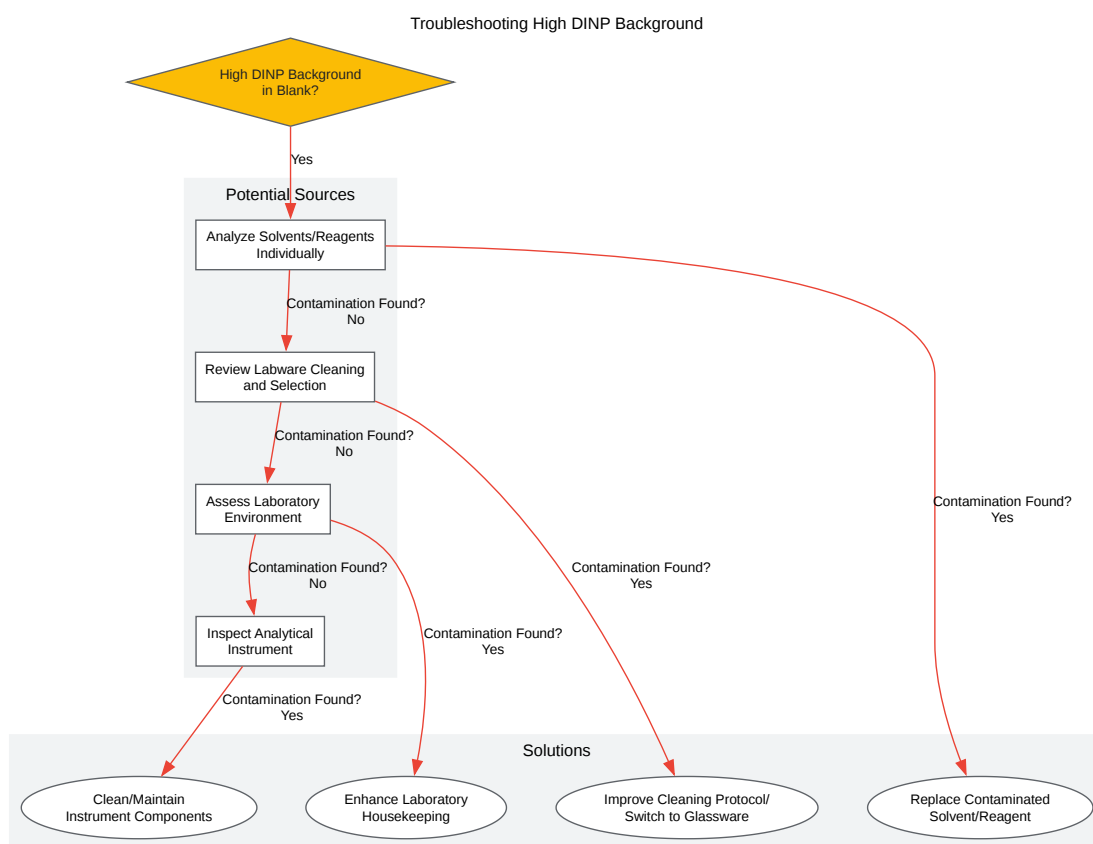 Troubleshooting High DINP Background
High DINP Background
in Blank?
Yes
Potential Sources
Analyze Solvents/Reagents
Individually
Contamination Found?
No
Review Labware Cleaning
and Selection
Contamination Found?
No
Assess Laboratory
Environment
Contamination Found?
Yes
Contamination Found?
No
Contamination Found?
Yes
Inspect Analytical
Instrument
Contamination Found?
Yes
Contamination Found?
Yes
Solutions
Clean/Maintain
Instrument Components
Enhance Laboratory
Housekeeping
Improve Cleaning Protocol/
Switch to Glassware
Replace Contaminated
Solvent/Reagent